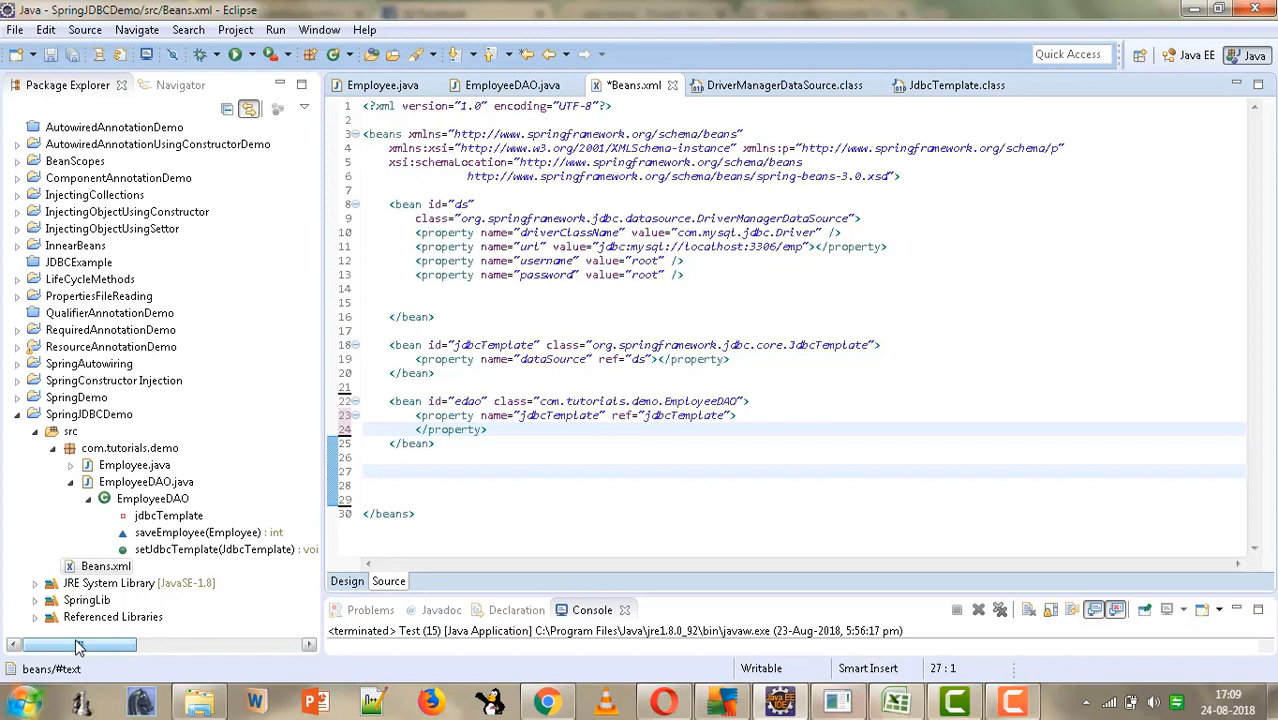 Java - SpringJDBCDemo/src/Beans.xml - Eclipse
File Edit Source Navigate Search Project Run Window Help
Quick Access
Java EE
Java
Package Explorer
Navigator
Employee.java
EmployeeDAO.java
*Beans.xml
DriverManagerDataSource.class
JdbcTemplate.class
AutowiredAnnotationDemo
AutowiredAnnotationUsingConstructorDemo
BeanScopes
ComponentAnnotationDemo
InjectingCollections
InjectingObjectUsingConstructor
InjectingObjectUsingSettor
InnearBeans
JDBCExample
LifeCycleMethods
PropertiesFileReading
QualifierAnnotationDemo
RequiredAnnotationDemo
ResourceAnnotationDemo
SpringAutowiring
SpringConstructor Injection
SpringDemo
SpringJDBCDemo
src
com.tutorials.demo
Employee.java
EmployeeDAO.java
EmployeeDAO
jdbcTemplate
saveEmployee(Employee) : int
setJdbcTemplate(JdbcTemplate) : voi
Beans.xml
JRE System Library [JavaSE-1.8]
SpringLib
Referenced Libraries
1 <?xml version="1.0" encoding="UTF-8"?>
2
3 <beans xmlns="http://www.springframework.org/schema/beans"
4 xmlns:xsi="http://www.w3.org/2001/XMLSchema-instance" xmlns:p="http://www.springframework.org/schema/p"
5 xsi:schemaLocation="http://www.springframework.org/schema/beans
6 http://www.springframework.org/schema/beans/spring-beans-3.0.xsd">
7
8 <bean id="ds"
9 class="org.springframework.jdbc.datasource.DriverManagerDataSource">
10 <property name="driverClassName" value="com.mysql.jdbc.Driver" />
11 <property name="url" value="jdbc:mysql://localhost:3306/emp"></property>
12 <property name="username" value="root" />
13 <property name="password" value="root" />
14
15
16 </bean>
17
18 <bean id="jdbcTemplate" class="org.springframework.jdbc.core.JdbcTemplate">
19 <property name="dataSource" ref="ds"></property>
20 </bean>
21
22 <bean id="edao" class="com.tutorials.demo.EmployeeDAO">
23 <property name="jdbcTemplate" ref="jdbcTemplate">
24 </property>
25 </bean>
26
27
28
29
30 </beans>
Design
Source
Problems
Javadoc
Declaration
Console
<terminated> Test (15) [Java Application] C:\Program Files\Java\jre1.8.0_92\bin\javaw.exe (23-Aug-2018, 5:56:17 pm)
beans/#text
Writable
Smart Insert
27 : 1
17:09
24-08-2018